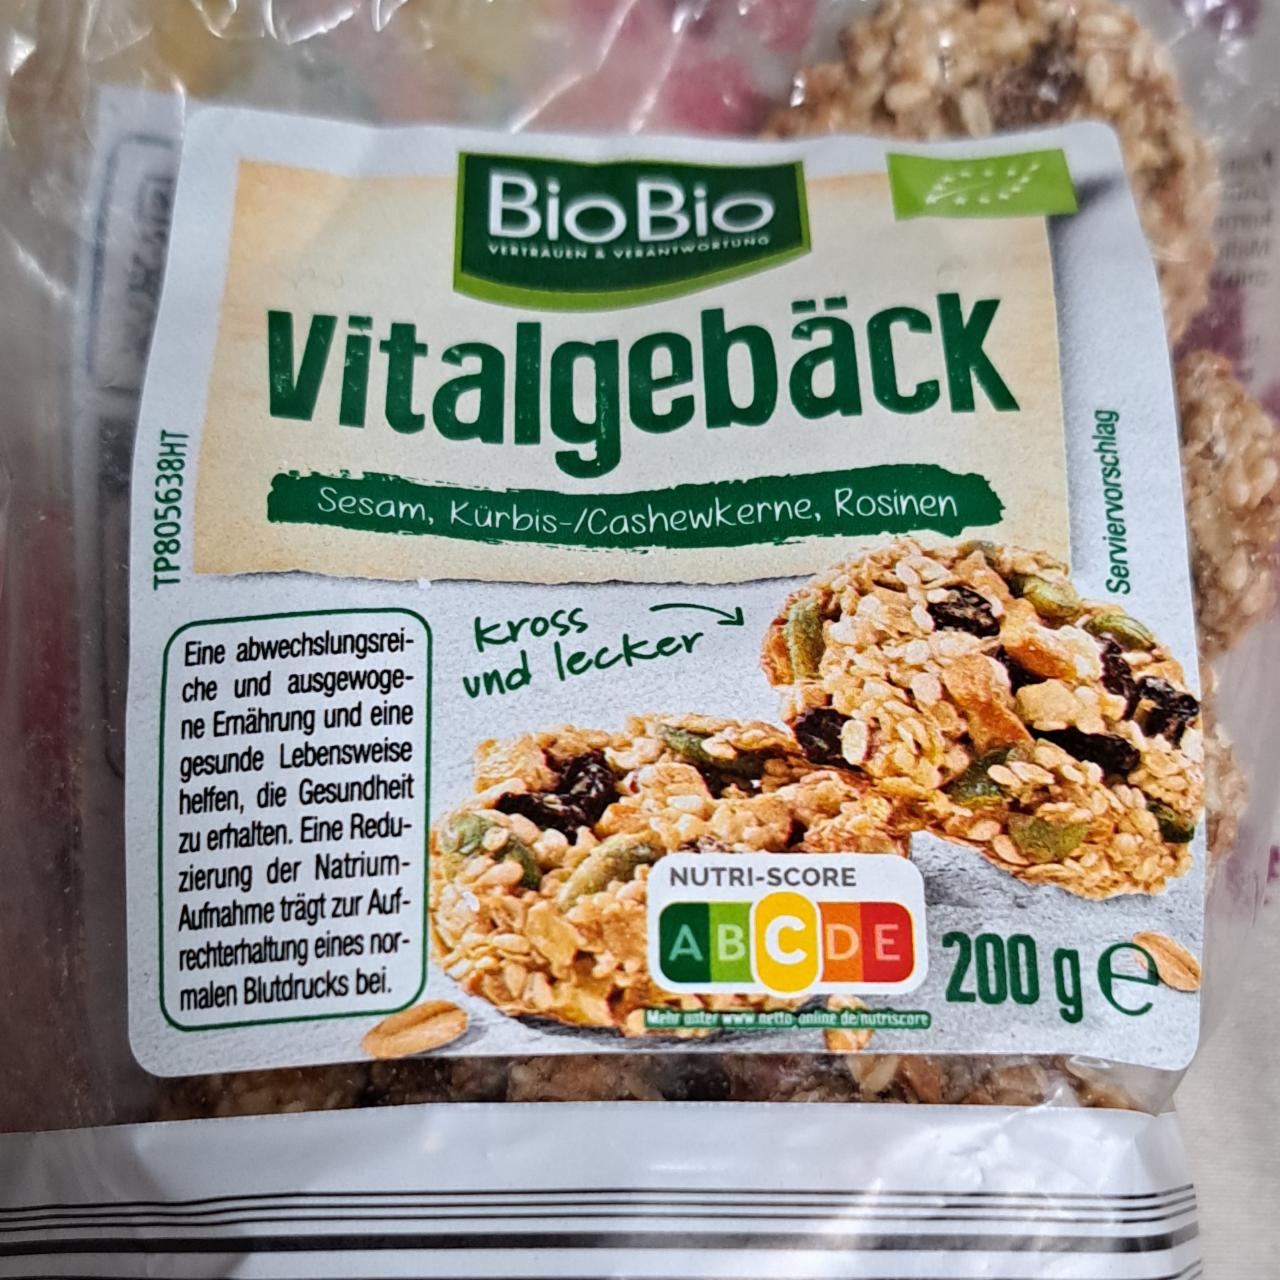 BioBio
VERTRAUEN & VERANTWORTUNG
Vitalgebäck
Sesam, Kürbis-/Cashewkerne, Rosinen
TP805638HT
Serviervorschlag
kross
und lecker
Eine abwechslungsrei-
che und ausgewoge-
ne Ernährung und eine
gesunde Lebensweise
helfen, die Gesundheit
zu erhalten. Eine Redu-
zierung der Natrium-
Aufnahme trägt zur Auf-
rechterhaltung eines nor-
malen Blutdrucks bei.
NUTRI-SCORE
A B C D E
Mehr unter www.netto-online.de/nutriscore
200 g e